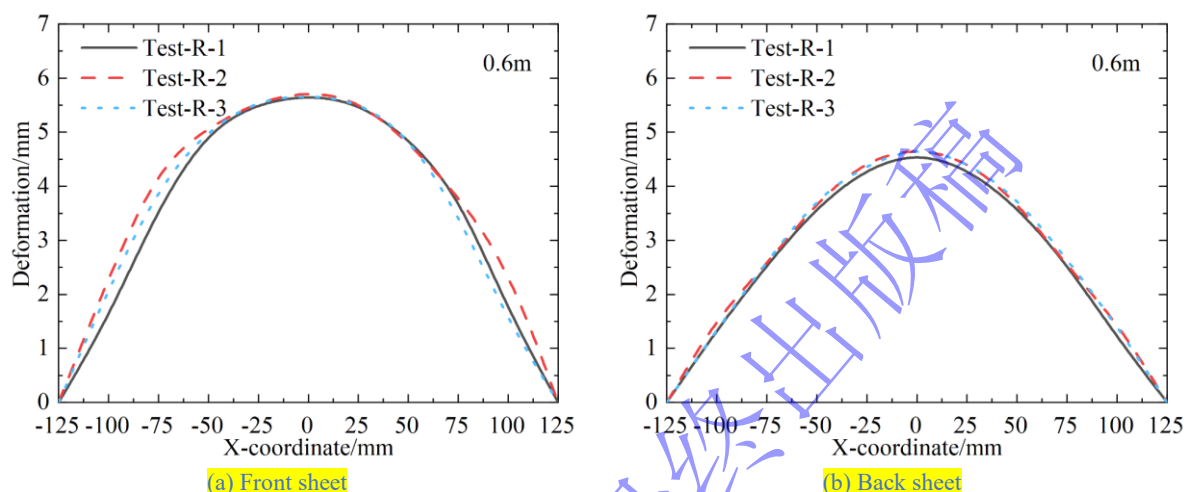 7
6
5
4
3
2
1
0
Deformation/mm
Test-R-1
Test-R-2
Test-R-3
0.6m
-125 -100 -75 -50 -25 0 25 50 75 100 125
X-coordinate/mm
(a) Front sheet
7
6
5
4
3
2
1
0
Deformation/mm
Test-R-1
Test-R-2
Test-R-3
0.6m
-125 -100 -75 -50 -25 0 25 50 75 100 125
X-coordinate/mm
(b) Back sheet
终出版稿